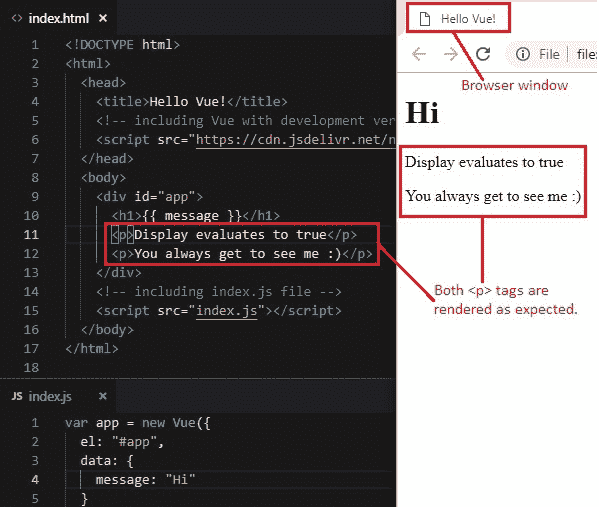 index.html ×
1 <!DOCTYPE html>
2 <html>
3 <head>
4 <title>Hello Vue!</title>
5 <!-- including Vue with development ver
6 <script src="https://cdn.jsdelivr.net/n
7 </head>
8 <body>
9 <div id="app">
10 <h1>{{ message }}</h1>
11 <p>Display evaluates to true</p>
12 <p>You always get to see me :)</p>
13 </div>
14 <!-- including index.js file -->
15 <script src="index.js"></script>
16 </body>
17 </html>
18
JS index.js ×
1 var app = new Vue({
2 el: "#app",
3 data: {
4 message: "Hi"
5 }
Hello Vue!
File file:
Browser window
Hi
Display evaluates to true
You always get to see me :)
Both <p> tags are
rendered as expected.